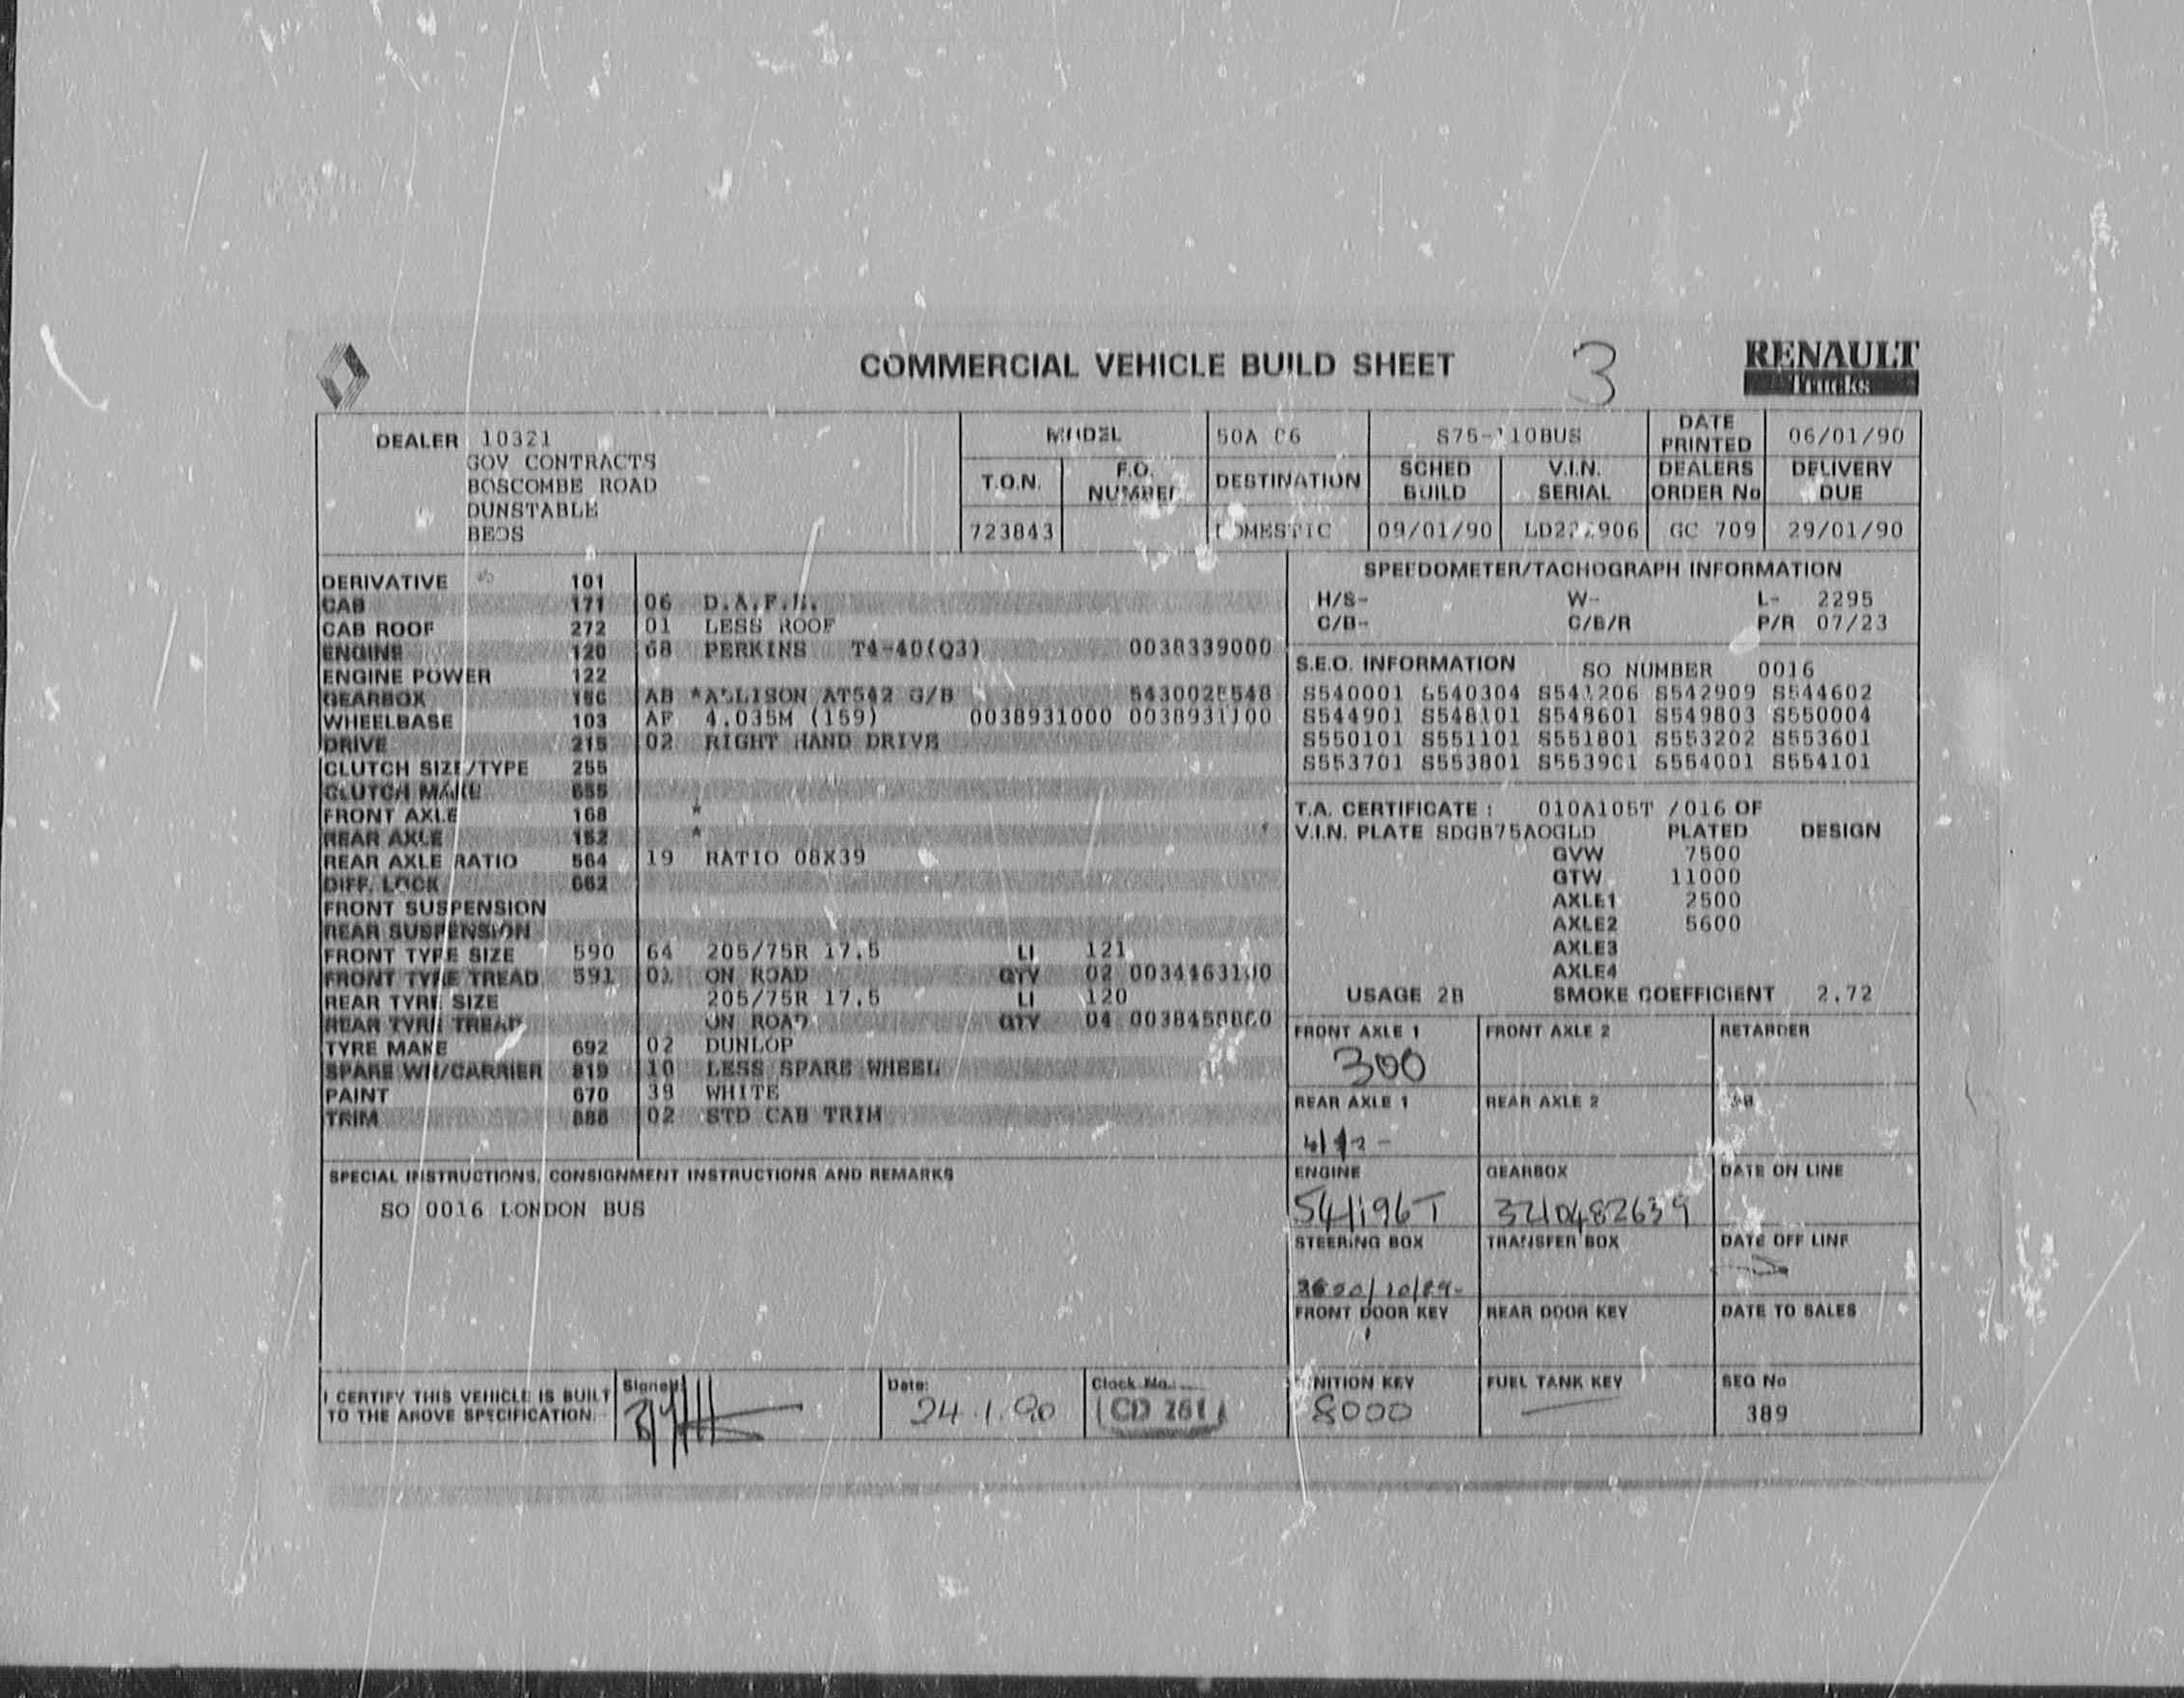 COMMERCIAL VEHICLE BUILD SHEET 3 RENAULT Trucks
DEALER 10321
GOV CONTRACTS
BOSCOMBE ROAD
DUNSTABLE
BEDS
MODEL 50A C6 S75-110BUS DATE PRINTED 06/01/90
T.O.N. F.O. NUMBER DESTINATION SCHED BUILD V.I.N. SERIAL DEALERS ORDER No DELIVERY DUE
723843 DOMESTIC 09/01/90 GC 709 29/01/90
DERIVATIVE 101
CAB 171 06
CAB ROOF 272 01 LESS ROOF
ENGINE 120 68 PERKINS T4-40(Q3) 0038339000
ENGINE POWER 122
GEARBOX AB *ALLISON AT542 G/B
WHEELBASE 103 AF 4.035M (159) 0038931000 0038931100
DRIVE 215 02 RIGHT HAND DRIVE
CLUTCH SIZE/TYPE 255
CLUTCH MAKE 655
FRONT AXLE 168 *
REAR AXLE 152 *
REAR AXLE RATIO 564 19 RATIO 08X39
DIFF. LOCK 662
FRONT SUSPENSION
REAR SUSPENSION
FRONT TYRE SIZE 590 64 205/75R 17.5 LI 121
FRONT TYRE TREAD 591 01 ON ROAD QTY 02
REAR TYRE SIZE 205/75R 17.5 LI 120
REAR TYRE TREAD ON ROAD QTY 04
TYRE MAKE 692 02 DUNLOP
SPARE WH/CARRIER 819 10 LESS SPARE WHEEL
PAINT 670 39 WHITE
TRIM 888 02 STD CAB TRIM
SPECIAL INSTRUCTIONS, CONSIGNMENT INSTRUCTIONS AND REMARKS
SO 0016 LONDON BUS
SPEEDOMETER/TACHOGRAPH INFORMATION
H/S- W- L- 2295
C/B- C/B/R P/R 07/23
S.E.O. INFORMATION SO NUMBER 0016
S540001 S540304 S541206 S542909 S544602
S544901 S548101 S548601 S549803 S550004
S550101 S551101 S551801 S553202 S553601
S553701 S553801 S553901 S554001 S554101
T.A. CERTIFICATE : 010A105T /016 OF
V.I.N. PLATE SDGB75AOGLD PLATED DESIGN
GVW 7500
GTW 11000
AXLE1 2500
AXLE2 5600
AXLE3
AXLE4
USAGE 2B SMOKE COEFFICIENT 2.72
FRONT AXLE 1 FRONT AXLE 2 RETARDER
300
REAR AXLE 1 REAR AXLE 2
ENGINE GEARBOX DATE ON LINE
3210482639
STEERING BOX TRANSFER BOX DATE OFF LINE
FRONT DOOR KEY REAR DOOR KEY DATE TO SALES
IGNITION KEY FUEL TANK KEY SEQ No
8000 389
I CERTIFY THIS VEHICLE IS BUILT
TO THE ABOVE SPECIFICATION:
Signed: Date: Clock No.:
24.1.90 CD 261